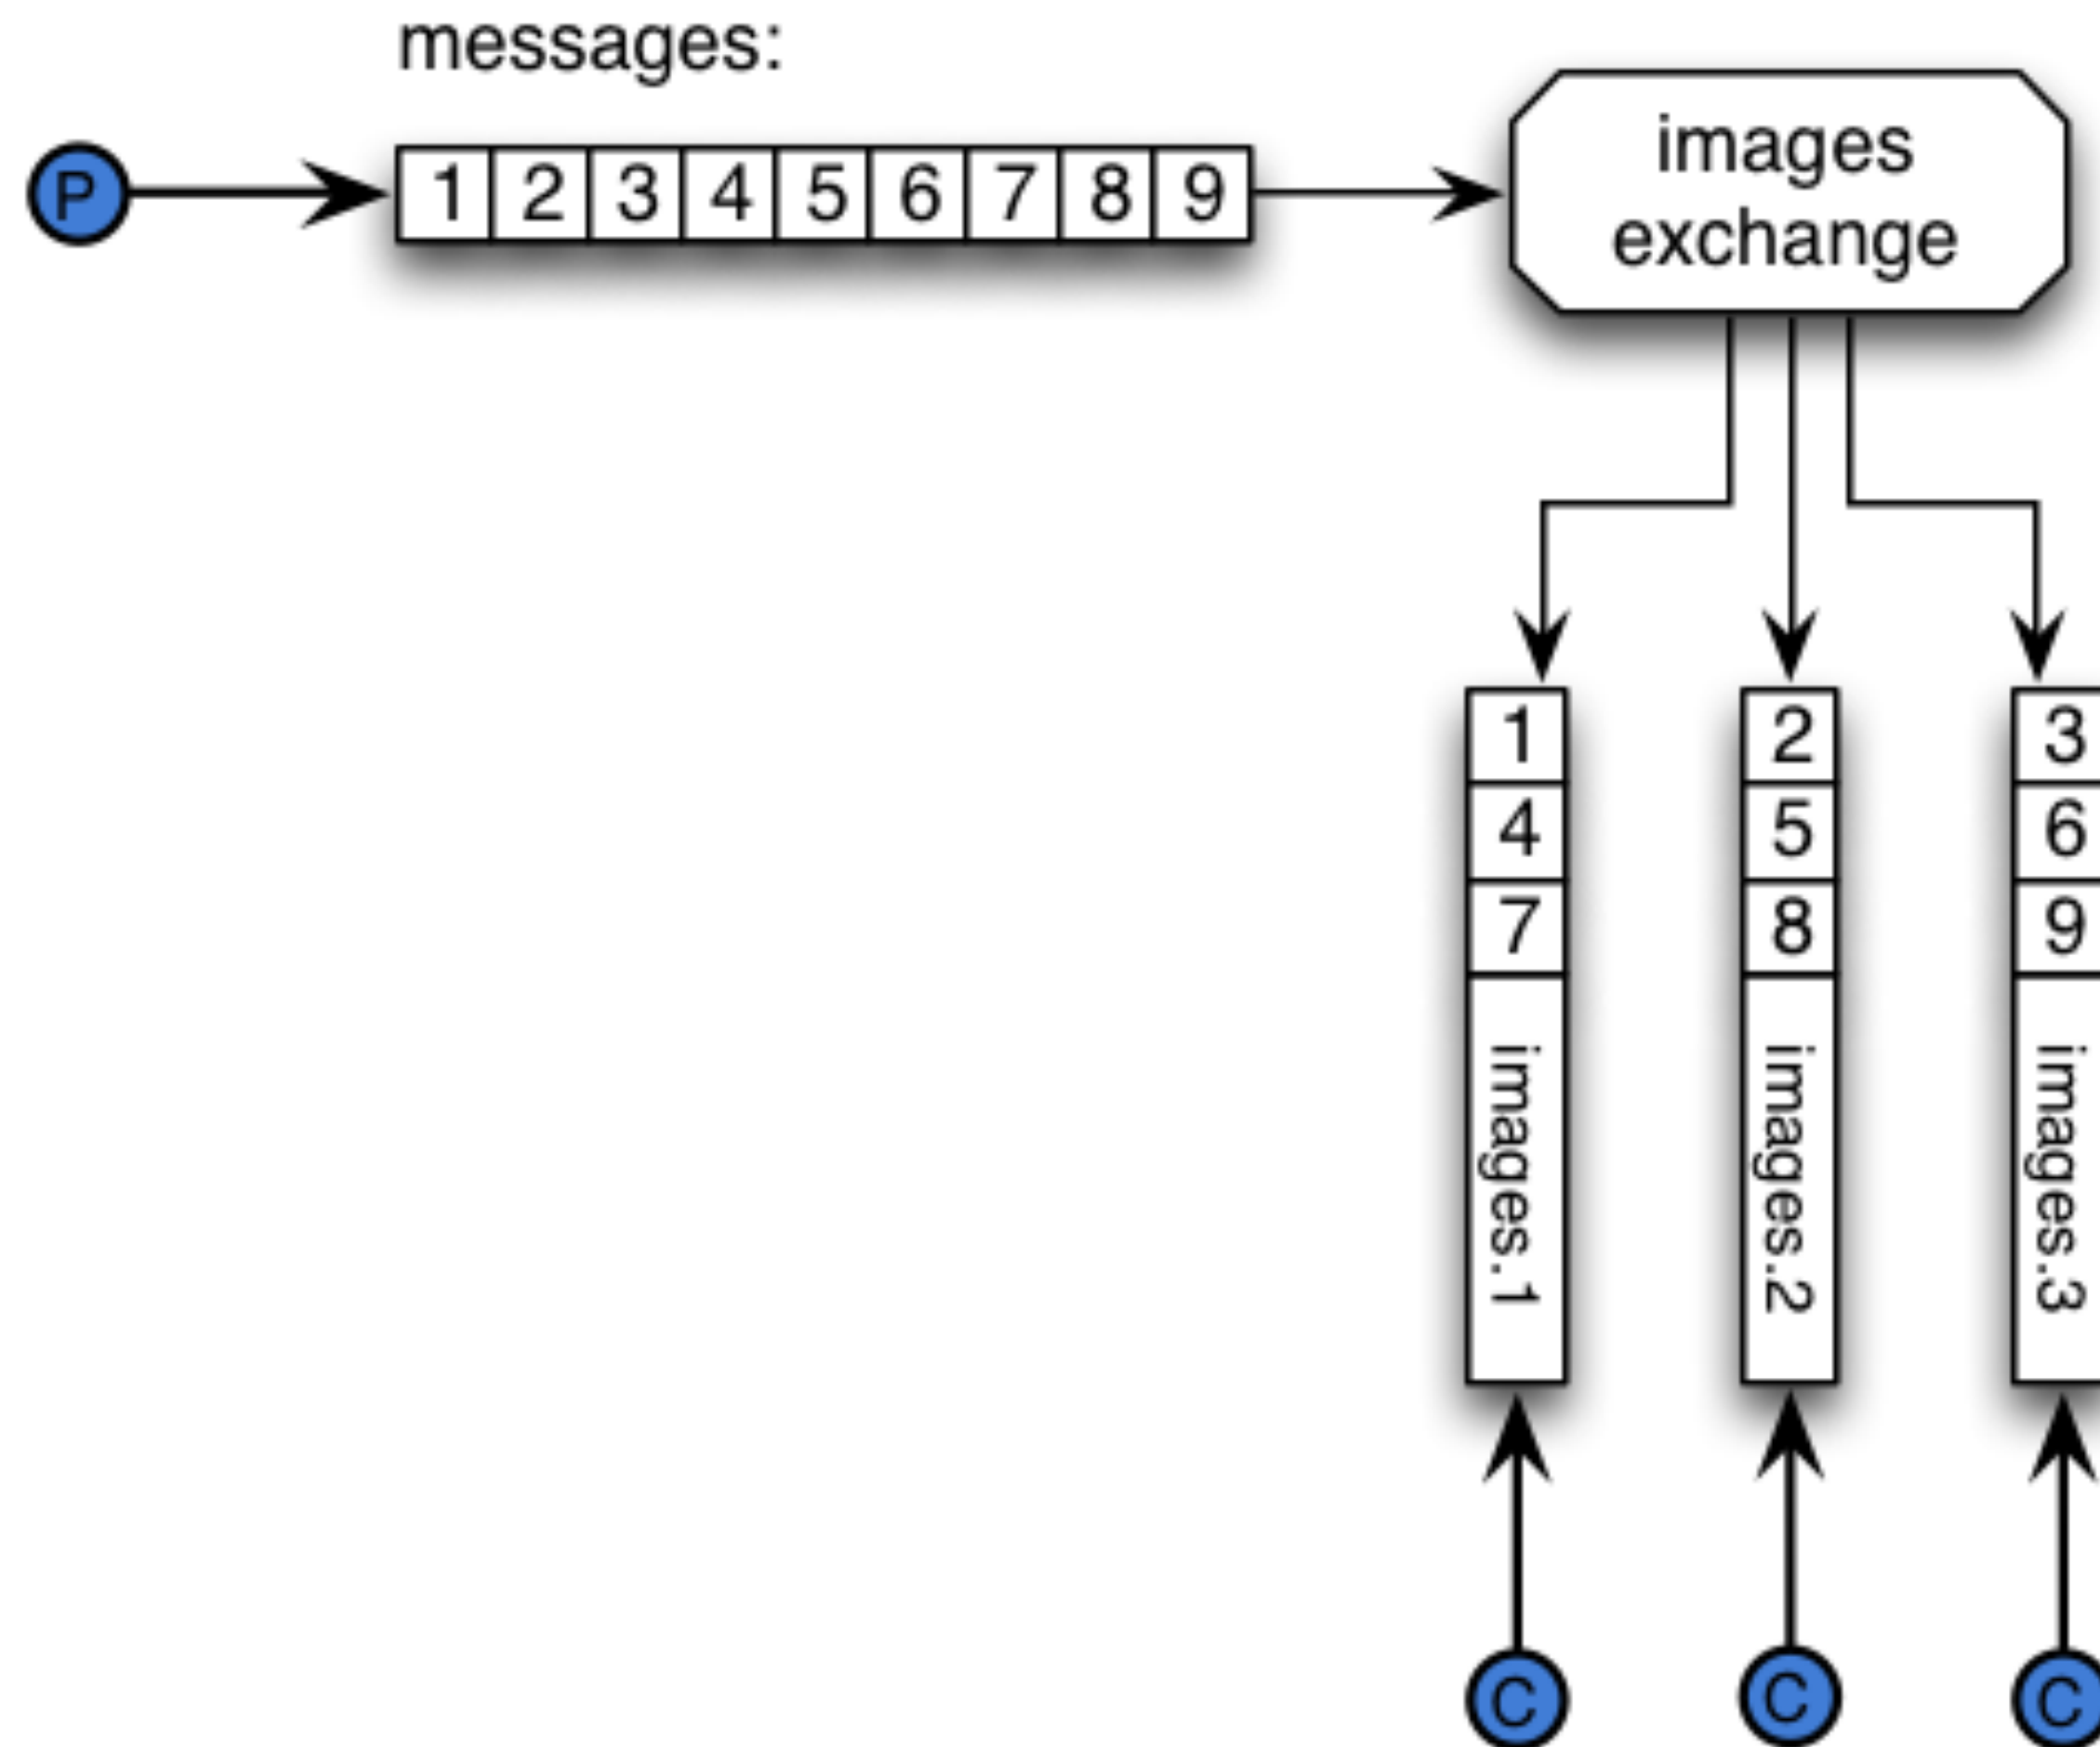 messages:
P
1 2 3 4 5 6 7 8 9
images
exchange
1 2 3
4 5 6
7 8 9
images.1 images.2 images.3
C C C